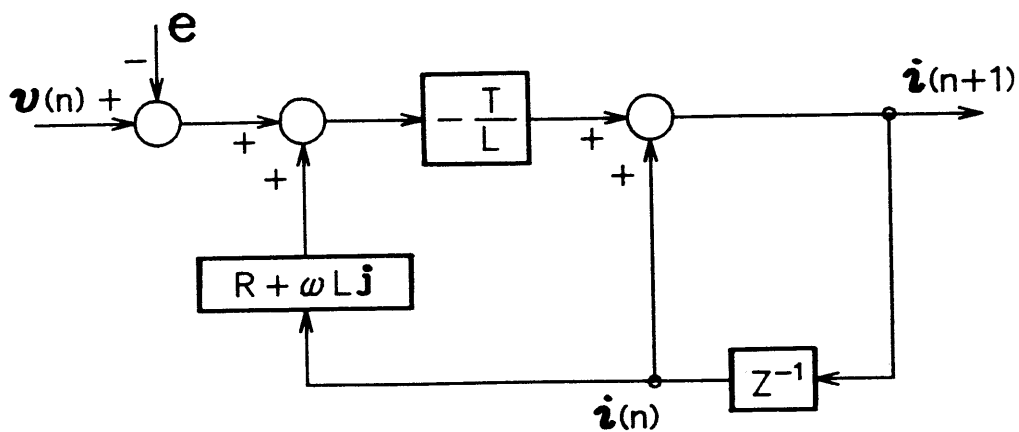 e
−
v(n) +
+
+
− T/L
+
+
i(n+1)
R + ωLj
Z⁻¹
i(n)